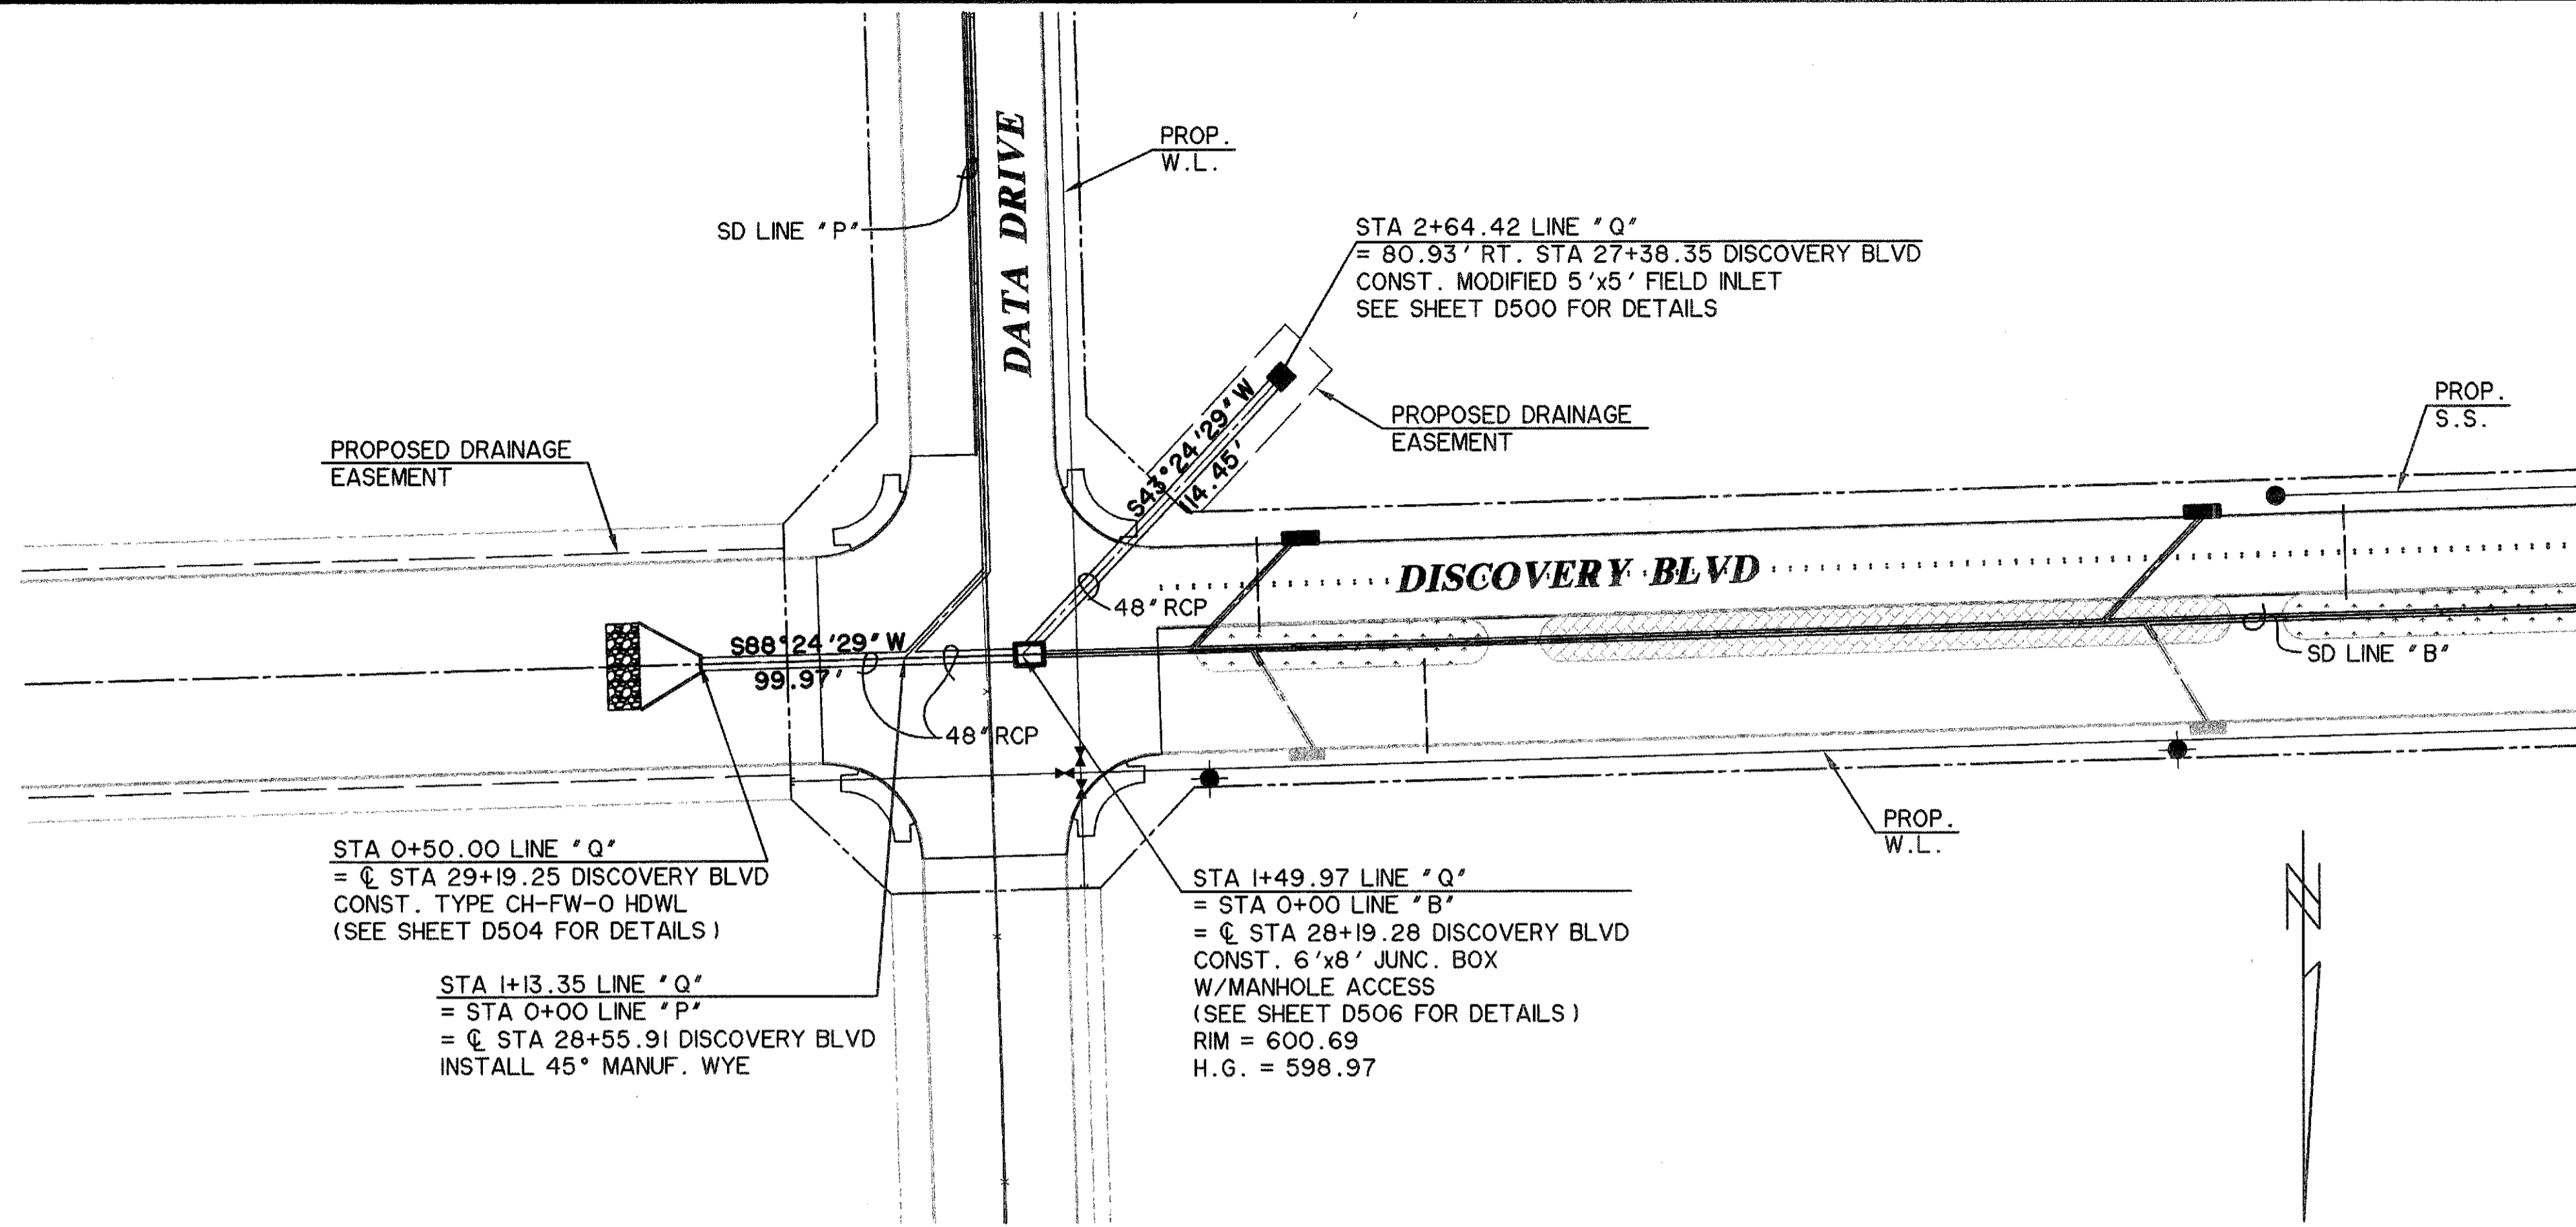 DATA DRIVE
PROP.
W.L.
SD LINE "P"
STA 2+64.42 LINE "Q"
= 80.93' RT. STA 27+38.35 DISCOVERY BLVD
CONST. MODIFIED 5'x5' FIELD INLET
SEE SHEET D500 FOR DETAILS
S43°24'29"W
114.45'
PROPOSED DRAINAGE
EASEMENT
PROP.
S.S.
PROPOSED DRAINAGE
EASEMENT
DISCOVERY BLVD
48"RCP
S88°24'29"W
99.97'
48"RCP
SD LINE "B"
PROP.
W.L.
STA 0+50.00 LINE "Q"
= ℄ STA 29+19.25 DISCOVERY BLVD
CONST. TYPE CH-FW-0 HDWL
(SEE SHEET D504 FOR DETAILS)
STA 1+13.35 LINE "Q"
= STA 0+00 LINE "P"
= ℄ STA 28+55.91 DISCOVERY BLVD
INSTALL 45° MANUF. WYE
STA 1+49.97 LINE "Q"
= STA 0+00 LINE "B"
= ℄ STA 28+19.28 DISCOVERY BLVD
CONST. 6'x8' JUNC. BOX
W/MANHOLE ACCESS
(SEE SHEET D506 FOR DETAILS)
RIM = 600.69
H.G. = 598.97
N